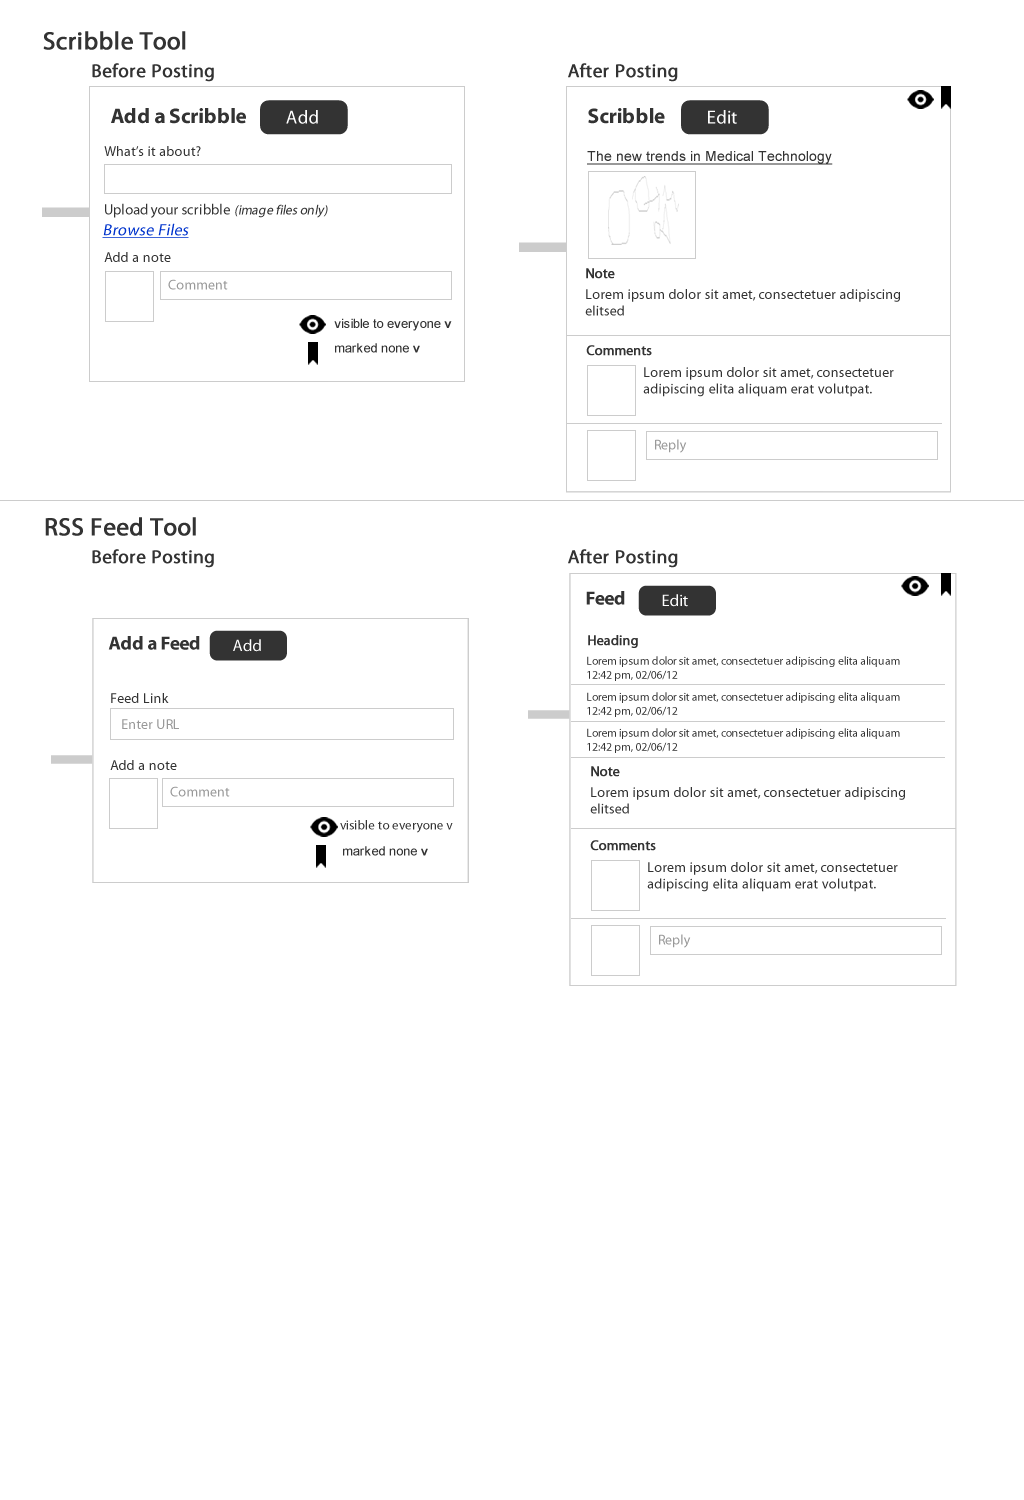 Scribble Tool
Before Posting
Add a Scribble
Add
What's it about?
Upload your scribble (image files only)
Browse Files
Add a note
Comment
visible to everyone v
marked none v
After Posting
Scribble
Edit
The new trends in Medical Technology
Note
Lorem ipsum dolor sit amet, consectetuer adipiscing
elitsed
Comments
Lorem ipsum dolor sit amet, consectetuer
adipiscing elita aliquam erat volutpat.
Reply
RSS Feed Tool
Before Posting
Add a Feed
Add
Feed Link
Enter URL
Add a note
Comment
visible to everyone v
marked none v
After Posting
Feed
Edit
Heading
Lorem ipsum dolor sit amet, consectetuer adipiscing elita aliquam
12:42 pm, 02/06/12
Lorem ipsum dolor sit amet, consectetuer adipiscing elita aliquam
12:42 pm, 02/06/12
Lorem ipsum dolor sit amet, consectetuer adipiscing elita aliquam
12:42 pm, 02/06/12
Note
Lorem ipsum dolor sit amet, consectetuer adipiscing
elitsed
Comments
Lorem ipsum dolor sit amet, consectetuer
adipiscing elita aliquam erat volutpat.
Reply